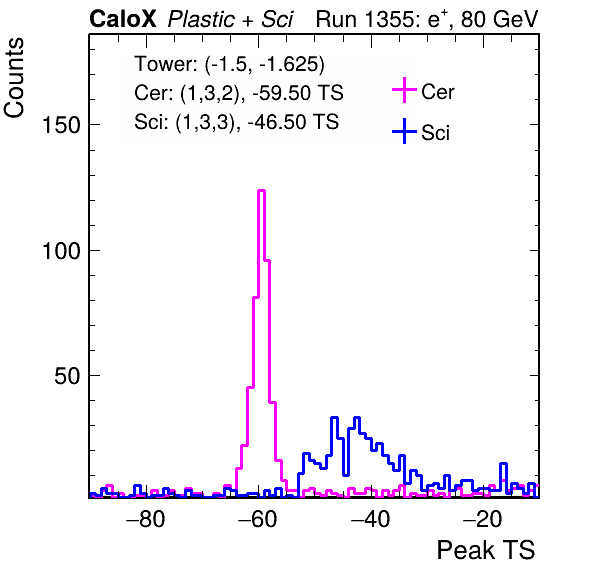 CaloX Plastic + Sci Run 1355: e+, 80 GeV
Counts
Tower: (-1.5, -1.625)
Cer: (1,3,2), -59.50 TS
Sci: (1,3,3), -46.50 TS
Cer
Sci
150
100
50
−80 −60 −40 −20
Peak TS